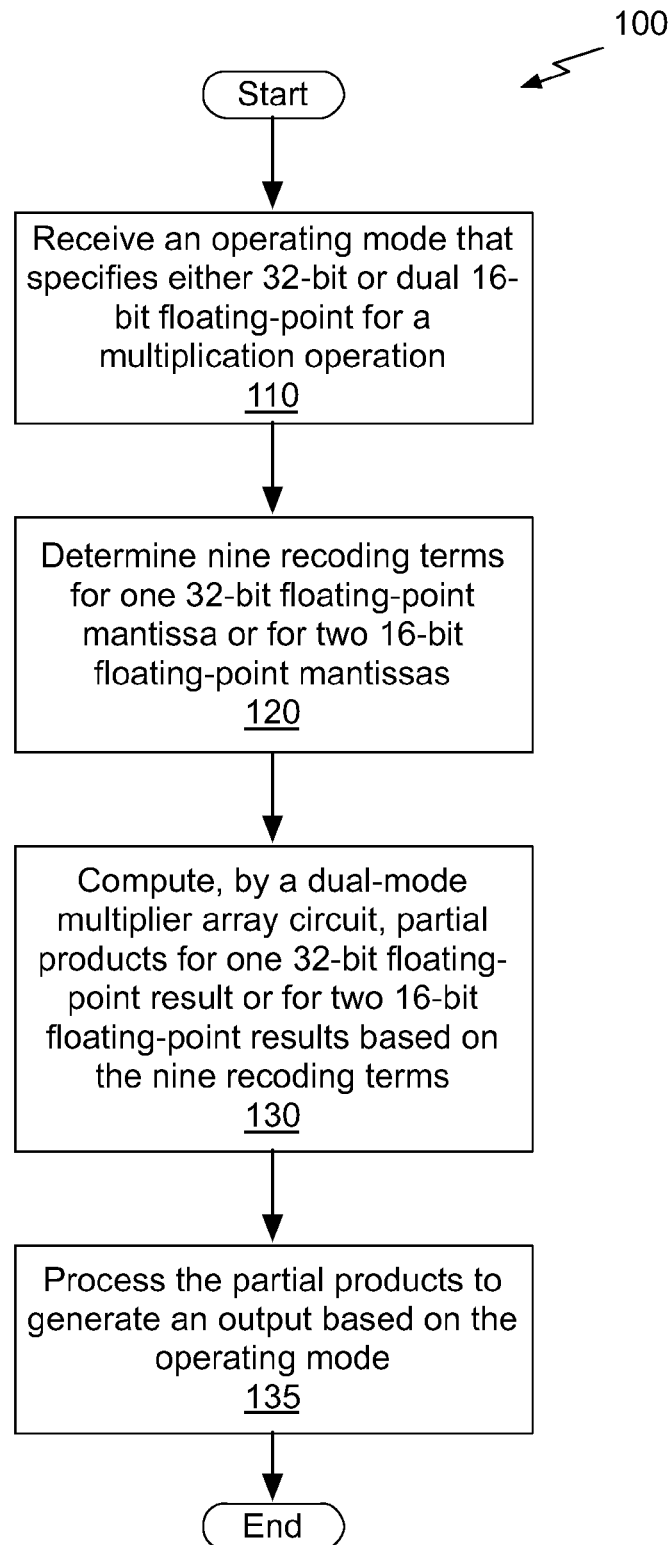 100
Start
Receive an operating mode that
specifies either 32-bit or dual 16-
bit floating-point for a
multiplication operation
110
Determine nine recoding terms
for one 32-bit floating-point
mantissa or for two 16-bit
floating-point mantissas
120
Compute, by a dual-mode
multiplier array circuit, partial
products for one 32-bit floating-
point result or for two 16-bit
floating-point results based on
the nine recoding terms
130
Process the partial products to
generate an output based on the
operating mode
135
End